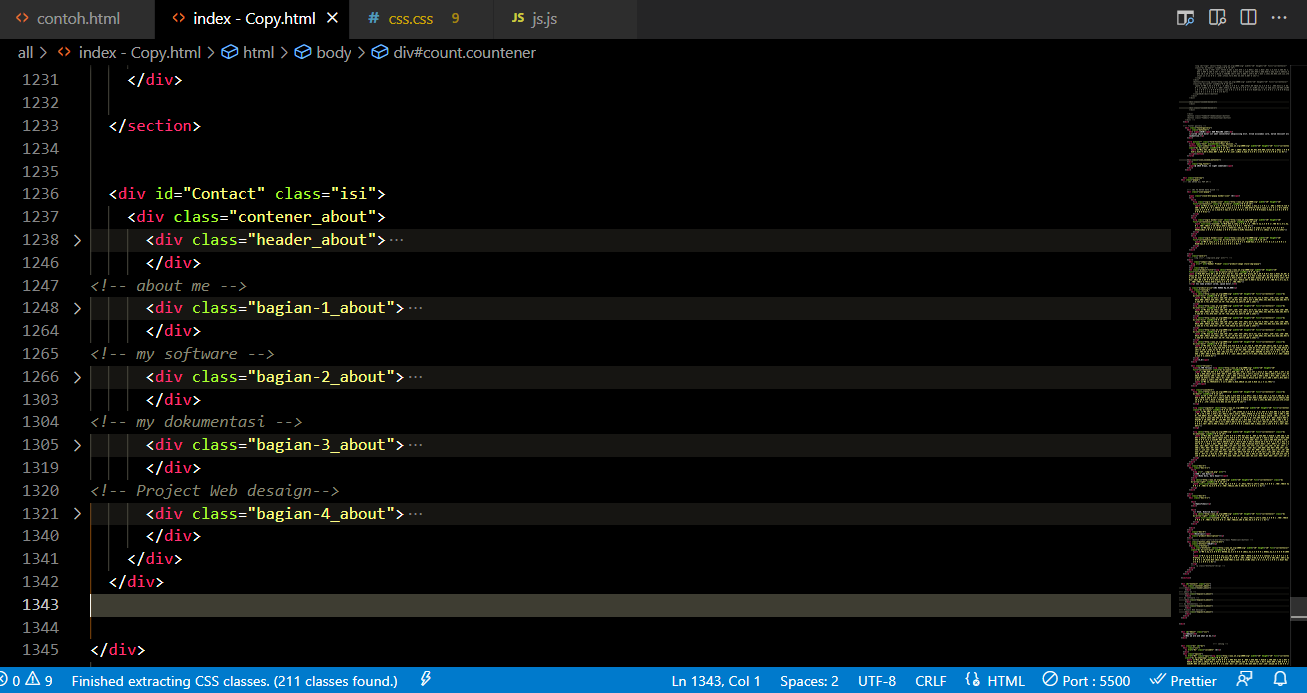 contoh.html index - Copy.html css.css 9 JS js.js
all > index - Copy.html > html > body > div#count.countener
1231 </div>
1232
1233 </section>
1234
1235
1236 <div id="Contact" class="isi">
1237 <div class="contener_about">
1238 <div class="header_about">···
1246 </div>
1247 <!-- about me -->
1248 <div class="bagian-1_about">···
1264 </div>
1265 <!-- my software -->
1266 <div class="bagian-2_about">···
1303 </div>
1304 <!-- my dokumentasi -->
1305 <div class="bagian-3_about">···
1319 </div>
1320 <!-- Project Web desaign-->
1321 <div class="bagian-4_about">···
1340 </div>
1341 </div>
1342 </div>
1343
1344
1345 </div>
0 9 Finished extracting CSS classes. (211 classes found.) Ln 1343, Col 1 Spaces: 2 UTF-8 CRLF {} HTML Port : 5500 Prettier